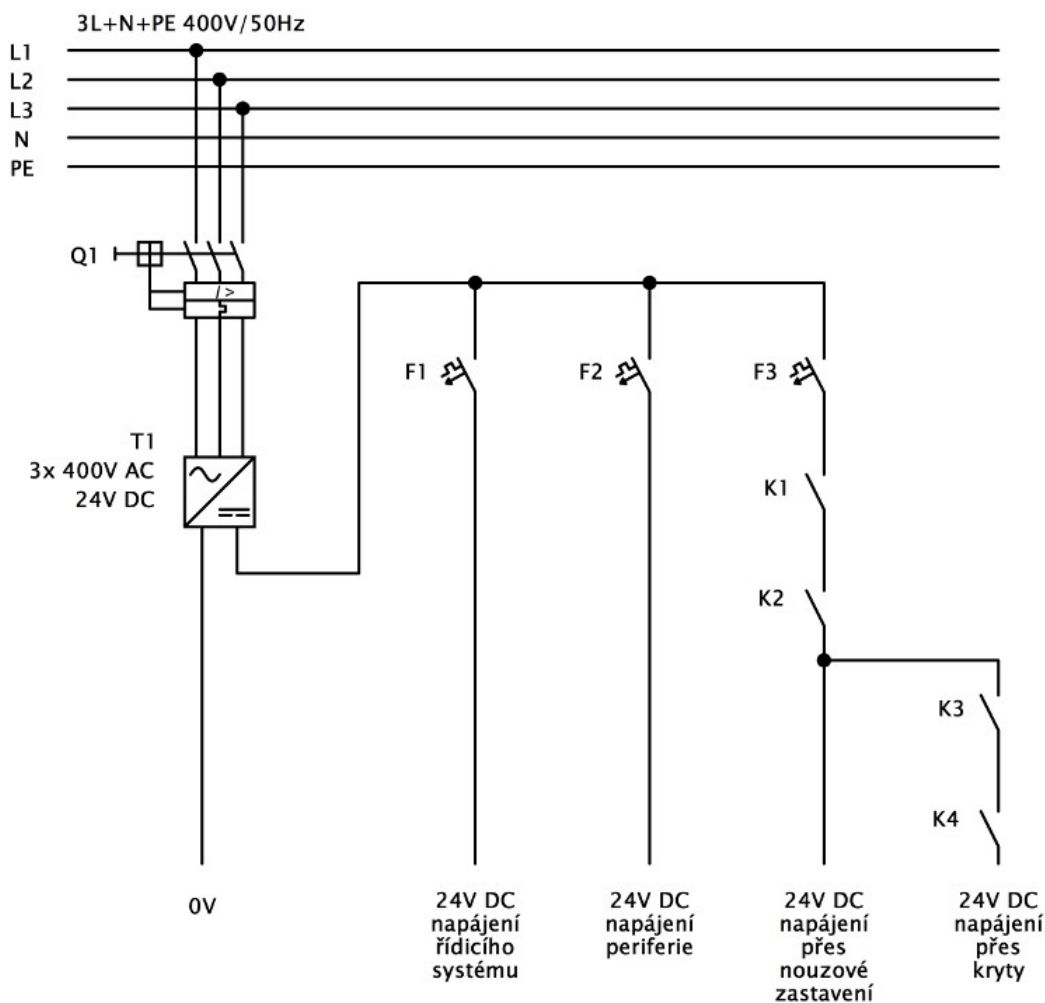 3L+N+PE 400V/50Hz
L1
L2
L3
N
PE
Q1
I >
F1
F2
F3
T1
3x 400V AC
24V DC
K1
K2
K3
K4
0V
24V DC
napájení
řídicího
systému
24V DC
napájení
periferie
24V DC
napájení
přes
nouzové
zastavení
24V DC
napájení
přes
kryty